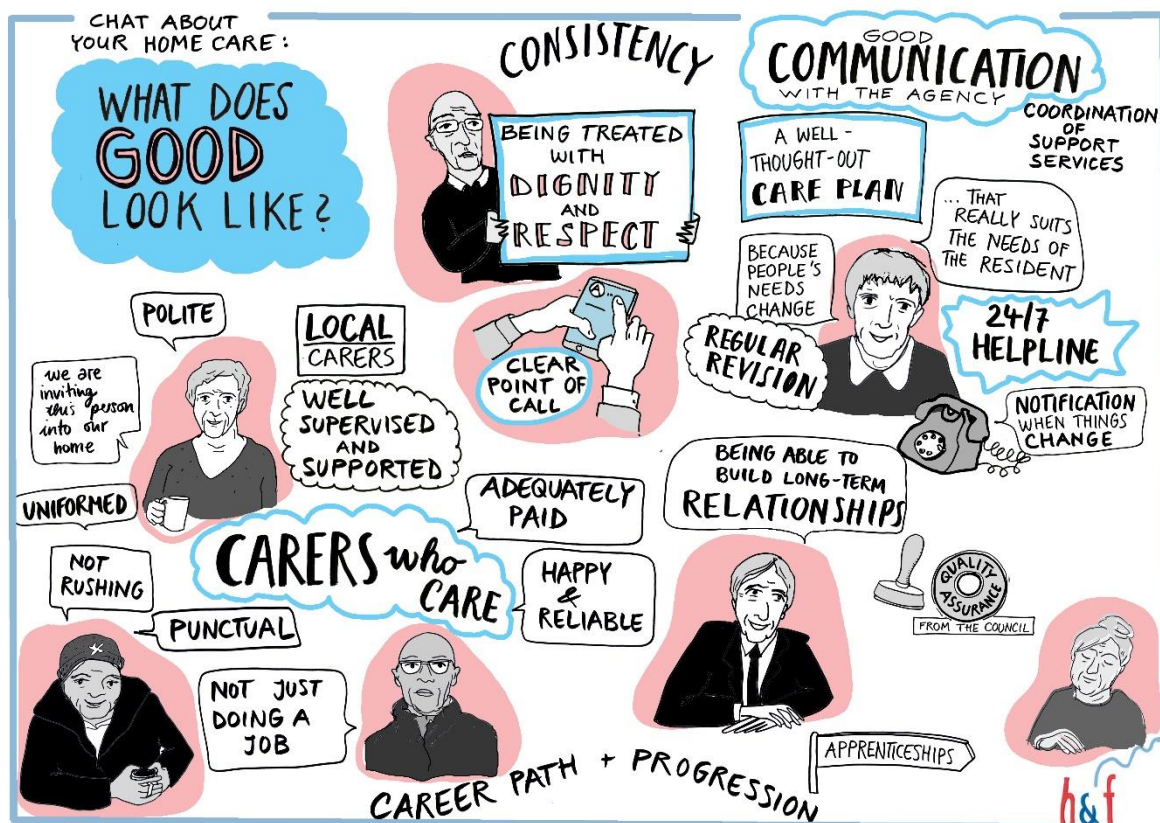 CHAT ABOUT
YOUR HOME CARE:
WHAT DOES
GOOD
LOOK LIKE?
CONSISTENCY
BEING TREATED
WITH
DIGNITY
AND
RESPECT
GOOD
COMMUNICATION
WITH THE AGENCY
COORDINATION
OF
SUPPORT
SERVICES
A WELL-
THOUGHT-OUT
CARE PLAN
...THAT
REALLY SUITS
THE NEEDS OF
THE RESIDENT
BECAUSE
PEOPLE'S
NEEDS
CHANGE
REGULAR
REVISION
24/7
HELPLINE
NOTIFICATION
WHEN THINGS
CHANGE
CLEAR
POINT OF
CALL
POLITE
we are
inviting
this person
into our
home
LOCAL
CARERS
WELL
SUPERVISED
AND
SUPPORTED
UNIFORMED
NOT
RUSHING
PUNCTUAL
CARERS who
CARE
ADEQUATELY
PAID
HAPPY
&
RELIABLE
NOT JUST
DOING A
JOB
BEING ABLE TO
BUILD LONG-TERM
RELATIONSHIPS
QUALITY
ASSURANCE
FROM THE COUNCIL
CAREER PATH + PROGRESSION
APPRENTICESHIPS
h&f